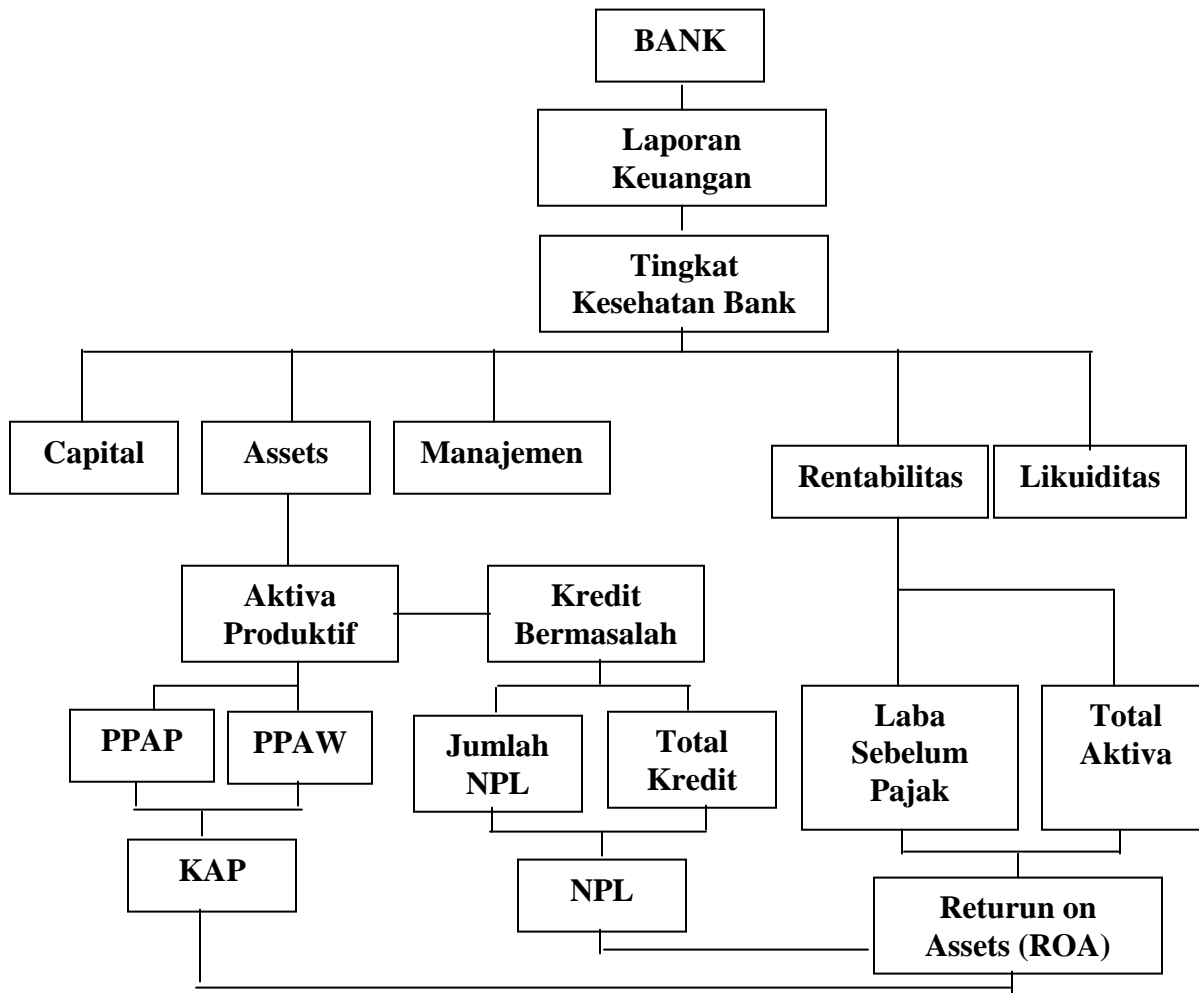 BANK
Laporan
Keuangan
Tingkat
Kesehatan Bank
Capital
Assets
Manajemen
Rentabilitas
Likuiditas
Aktiva
Produktif
Kredit
Bermasalah
PPAP
PPAW
Jumlah
NPL
Total
Kredit
Laba
Sebelum
Pajak
Total
Aktiva
KAP
NPL
Returun on
Assets (ROA)